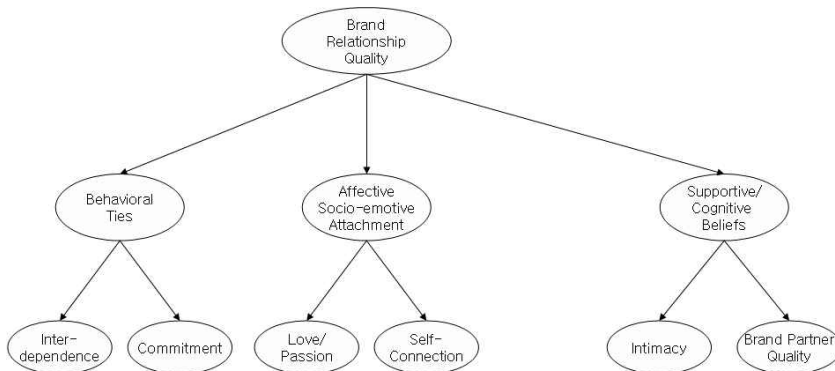 Brand
Relationship
Quality
Behavioral
Ties
Affective
Socio-emotive
Attachment
Supportive/
Cognitive
Beliefs
Inter-
dependence
Commitment
Love/
Passion
Self-
Connection
Intimacy
Brand Partner
Quality